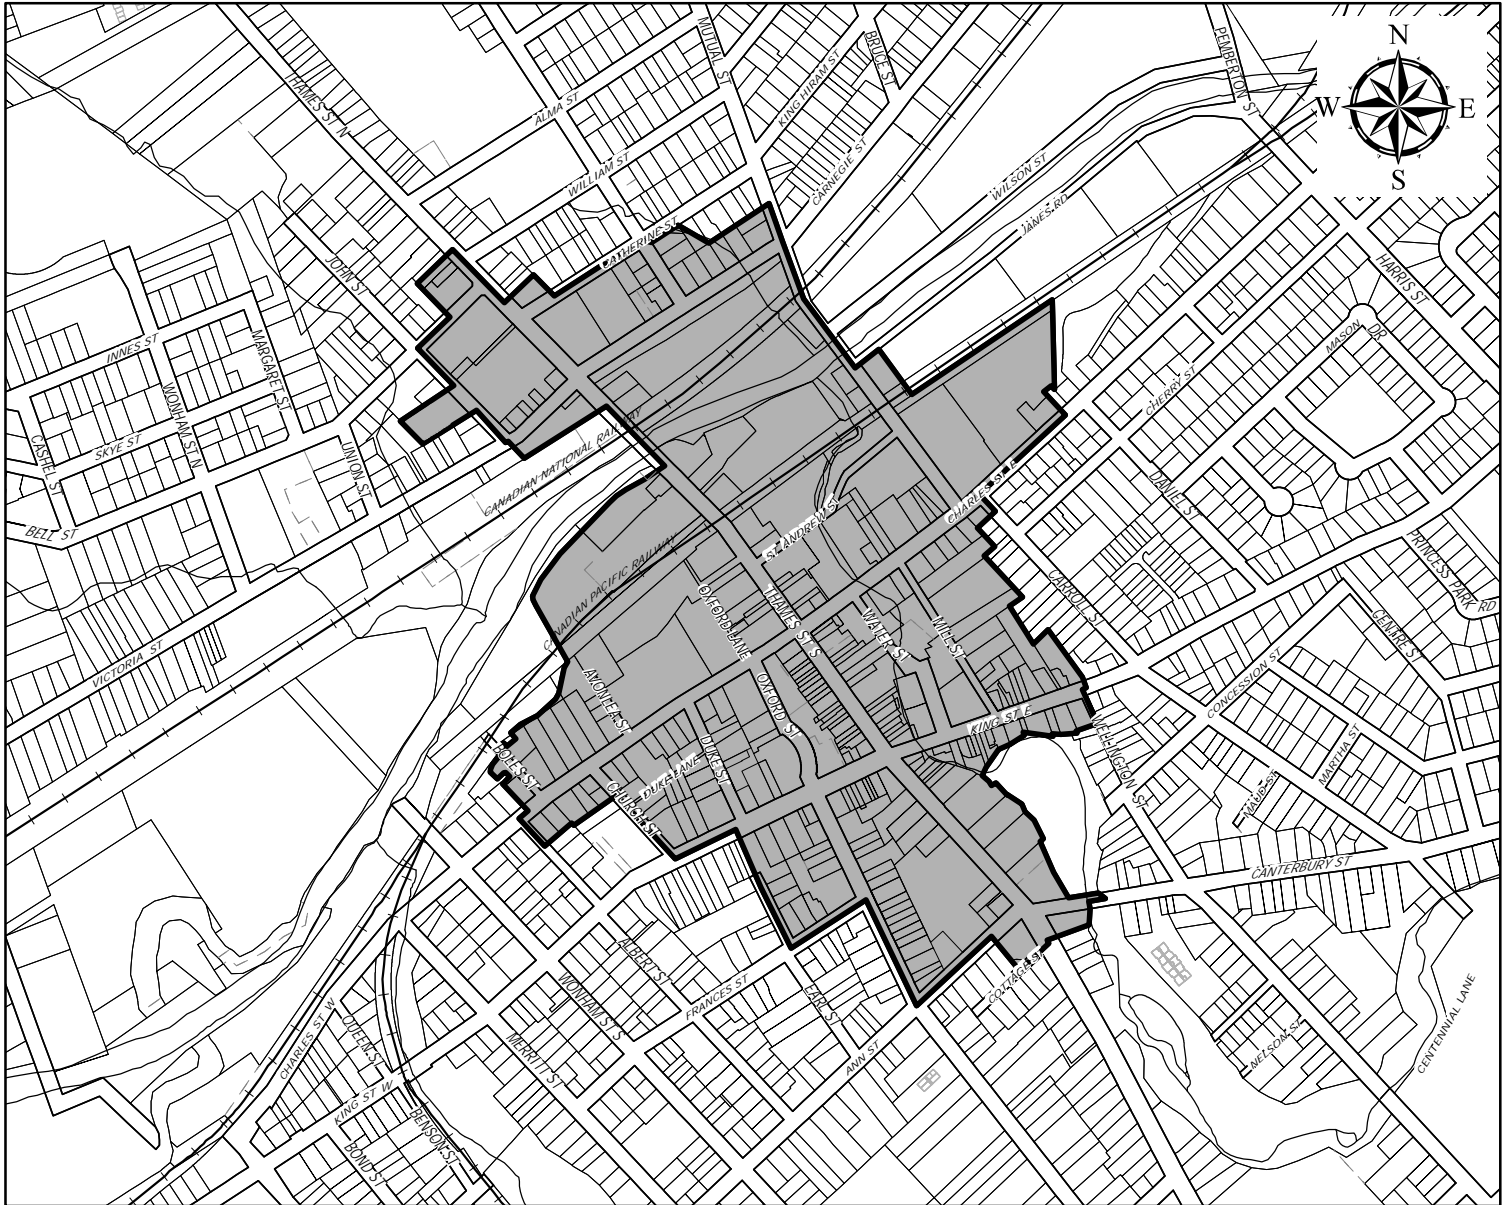 N
W
E
S
MUTUAL ST
BRUCE ST
PEMBERTON ST
THAMES ST N
KING HIRAM ST
ALMA ST
WILLIAM ST
CARNEGIE ST
WILSON ST
JANES RD
CATHERINE ST
JOHN ST
HARRIS ST
INNES ST
MARGARET ST
MASON
DR
WONHAM ST N
CHERRY ST
SKYE ST
CASHEL ST
UNION ST
CANADIAN NATIONAL RAILWAY
CHARLES ST E
DANIEL ST
BELL ST
ST. ANDREW ST
CANADIAN PACIFIC RAILWAY
PRINCESS PARK RD
OXFORD LANE
THAMES ST S
WATER ST
MILL ST
CARROLL ST
CENTRE ST
VICTORIA ST
AVONLEA ST
OXFORD ST
CONCESSION ST
KING ST E
WELLINGTON ST
BOLES ST
DUKE ST
DUKE LANE
CHURCH ST
MARTHA ST
MAUD ST
CANTERBURY ST
ALBERT ST
WONHAM ST S
FRANCES ST
EARL ST
COTTAGE ST
CHARLES ST W
QUEEN ST
MERRITT ST
ANN ST
NELSON ST
CENTENNIAL LANE
KING ST W
BENSON ST
BOND ST